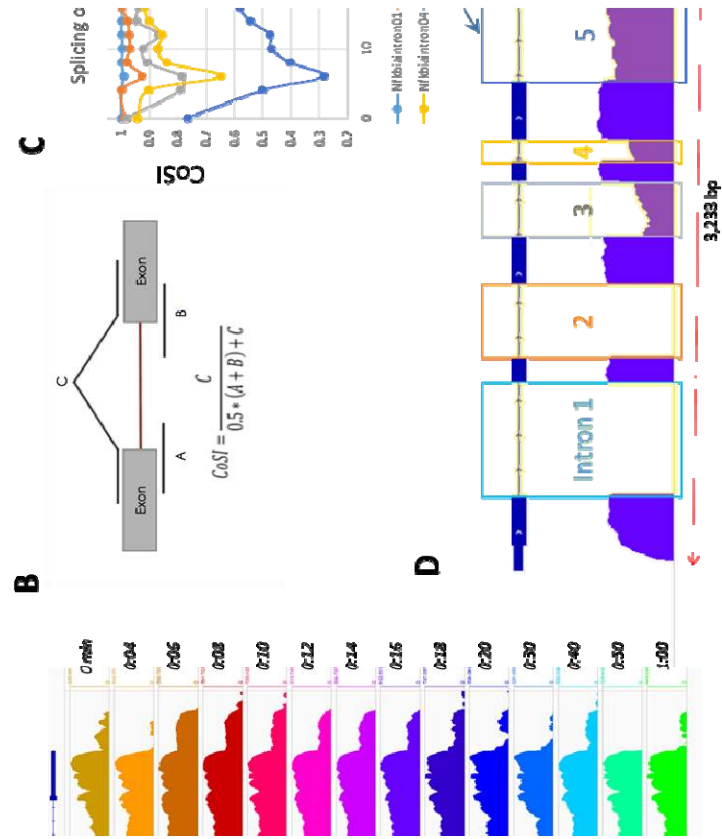 B
C
Exon
Exon
A
B
CoSI = C / 0.5 * (A + B) + C
C
Splicing o
CoSI
1
0.9
0.8
0.7
0.6
0.5
0.4
0.3
0.2
0
10
NfkbiaIntron01-
NfkbiaIntron04-
0 min
0:04
0:06
0:08
0:10
0:12
0:14
0:16
0:18
0:20
0:30
0:40
0:50
1:00
D
Intron 1
2
3
4
5
3,233 bp